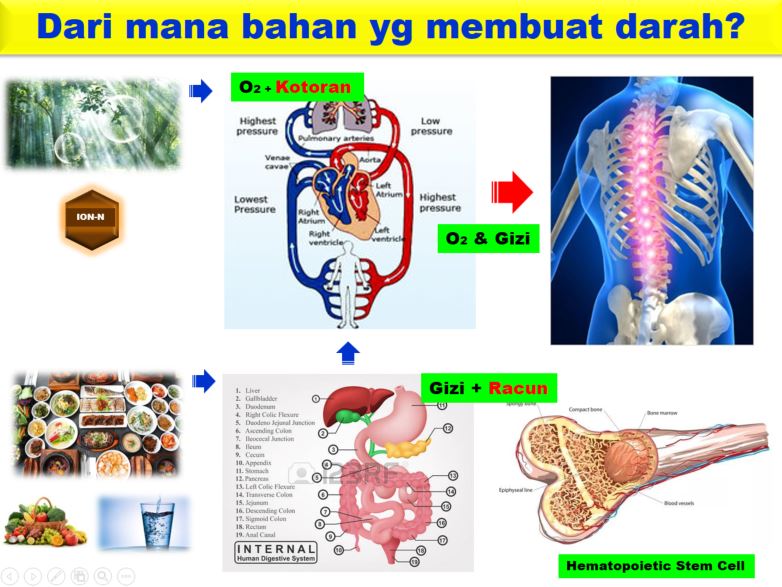 Dari mana bahan yg membuat darah?
O2 + Kotoran
Highest
pressure
Low
pressure
Pulmonary arteries
Venae
cavae
Aorta
Left
Atrium
Lowest
Pressure
Highest
pressure
Right
Atrium
Right
ventricle
Left
ventricle
ION-N
O2 & Gizi
Gizi + Racun
1. Liver
2. Gallbladder
3. Duodenum
4. Right Colic Flexure
5. Duodeno Jejunal Junction
6. Ascending Colon
7. Ileocecal Junction
8. Ileum
9. Cecum
10. Appendix
11. Stomach
12. Pancreas
13. Left Colic Flexure
14. Transverse Colon
15. Jejunum
16. Descending Colon
17. Sigmoid Colon
18. Rectum
19. Anal Canal
INTERNAL
Human Digestive System
1
2
3
4
5
6
7
8
9
10
11
12
13
14
15
16
17
18
19
123RF
Spongy bone
Compact bone
Bone marrow
Epiphyseal line
Blood vessels
Hematopoietic Stem Cell